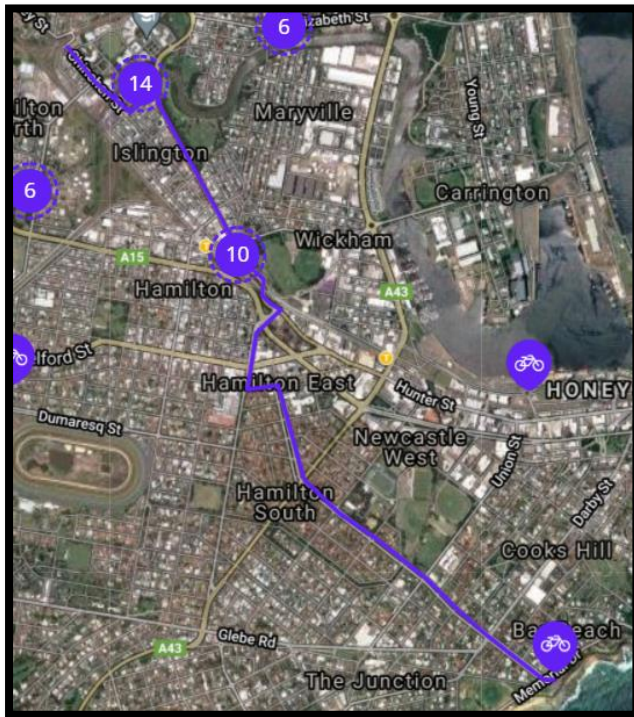 6
14
Maryville
Young St
Islington
6
Carrington
Wickham
10
A15
Hamilton
A43
Hamilton East
HONEY
Hunter St
Dumaresq St
Newcastle
West
Union St
Hamilton
South
Darby St
Cooks Hill
Glebe Rd
A43
The Junction